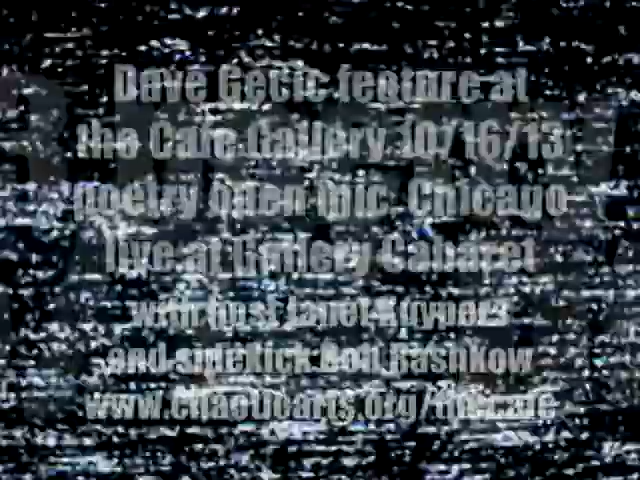 Dave Gecic feature at
the Cafe Gallery 10/16/13
poetry open mic, Chicago
live at Gallery Cabaret
with host Janet Kuypers
and sidekick Bob Rashkow
www.chaoticarts.org/thecafe